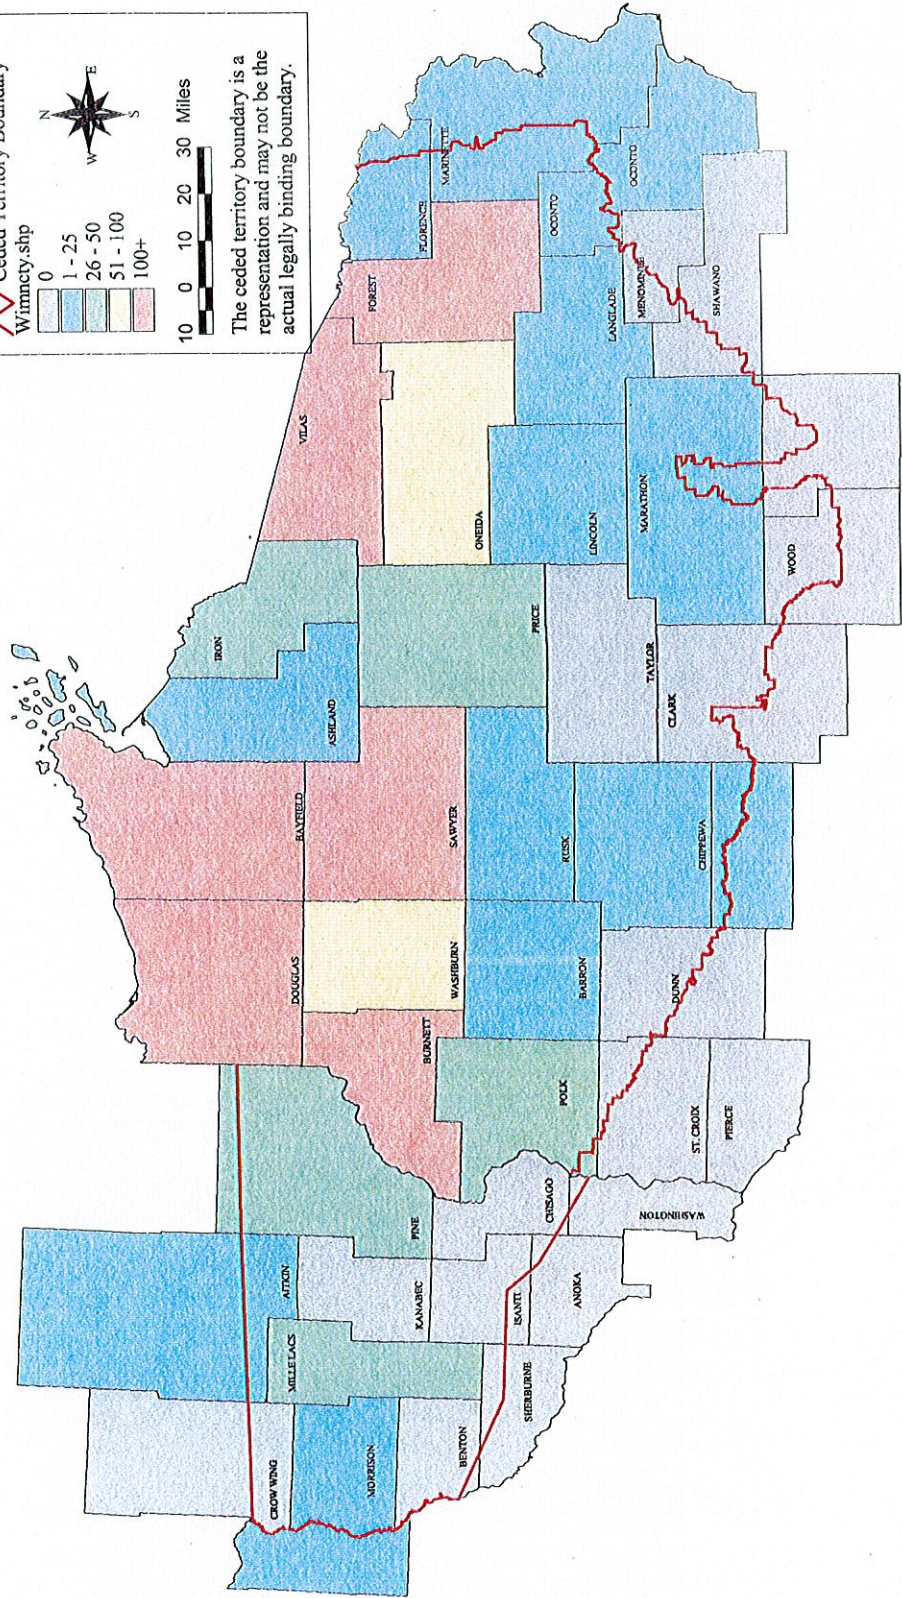 Ceded Territory Boundary
Wimncty.shp
0
1 - 25
26 - 50
51 - 100
100+
N
W
E
S
10 0 10 20 30 Miles
The ceded territory boundary is a
representation and may not be the
actual legally binding boundary.
CROW WING
AITKIN
MORRISON
MILLE LACS
BENTON
KANABEC
PINE
SHERBURNE
ISANTI
CHISAGO
ANOKA
WASHINGTON
DOUGLAS
BAYFIELD
BURNETT
WASHBURN
SAWYER
ASHLAND
IRON
POLK
BARRON
RUSK
PRICE
ST. CROIX
PIERCE
DUNN
CHIPPEWA
TAYLOR
CLARK
VILAS
ONEIDA
LINCOLN
MARATHON
WOOD
FOREST
FLORENCE
MARINETTE
LANGLADE
OCONTO
MENOMINEE
OCONTO
SHAWANO